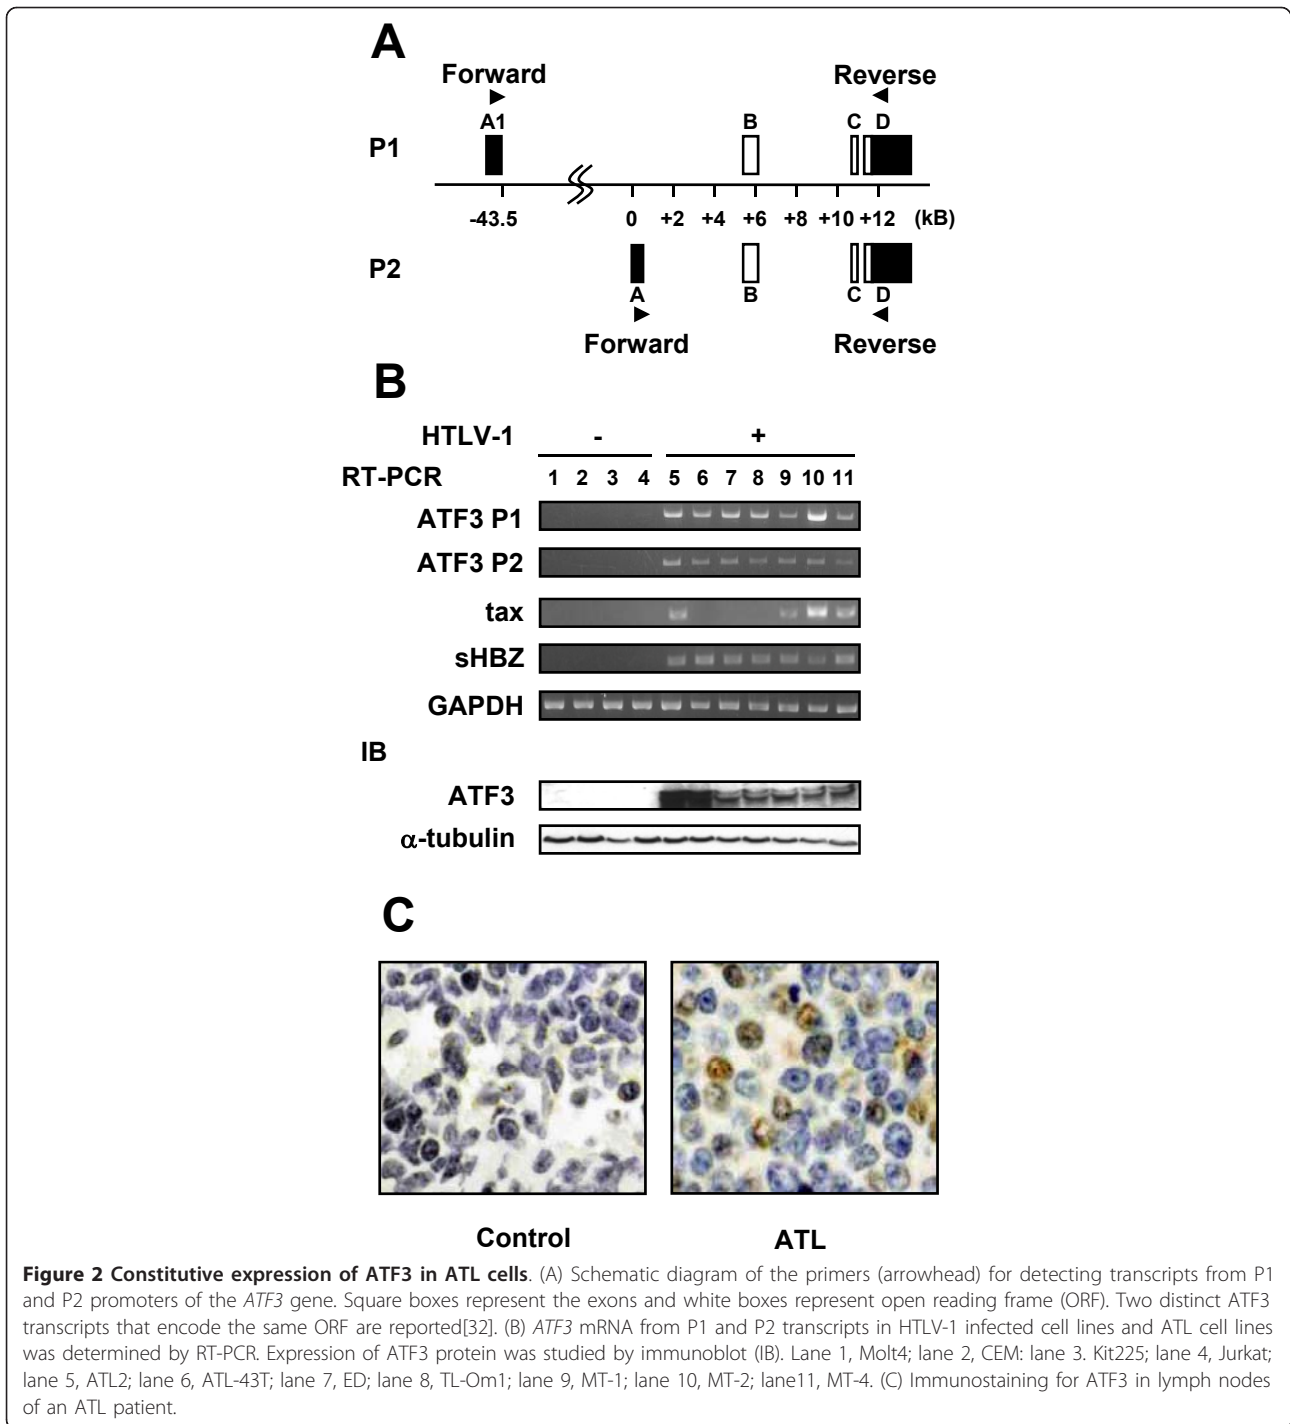 A
Forward Reverse
A1 B C D
P1
-43.5 0 +2 +4 +6 +8 +10 +12 (kB)
P2
A B C D
Forward Reverse
B
HTLV-1 - +
RT-PCR 1 2 3 4 5 6 7 8 9 10 11
ATF3 P1
ATF3 P2
tax
sHBZ
GAPDH
IB
ATF3
α-tubulin
C
Control ATL
Figure 2 Constitutive expression of ATF3 in ATL cells. (A) Schematic diagram of the primers (arrowhead) for detecting transcripts from P1
and P2 promoters of the ATF3 gene. Square boxes represent the exons and white boxes represent open reading frame (ORF). Two distinct ATF3
transcripts that encode the same ORF are reported[32]. (B) ATF3 mRNA from P1 and P2 transcripts in HTLV-1 infected cell lines and ATL cell lines
was determined by RT-PCR. Expression of ATF3 protein was studied by immunoblot (IB). Lane 1, Molt4; lane 2, CEM: lane 3. Kit225; lane 4, Jurkat;
lane 5, ATL2; lane 6, ATL-43T; lane 7, ED; lane 8, TL-Om1; lane 9, MT-1; lane 10, MT-2; lane11, MT-4. (C) Immunostaining for ATF3 in lymph nodes
of an ATL patient.